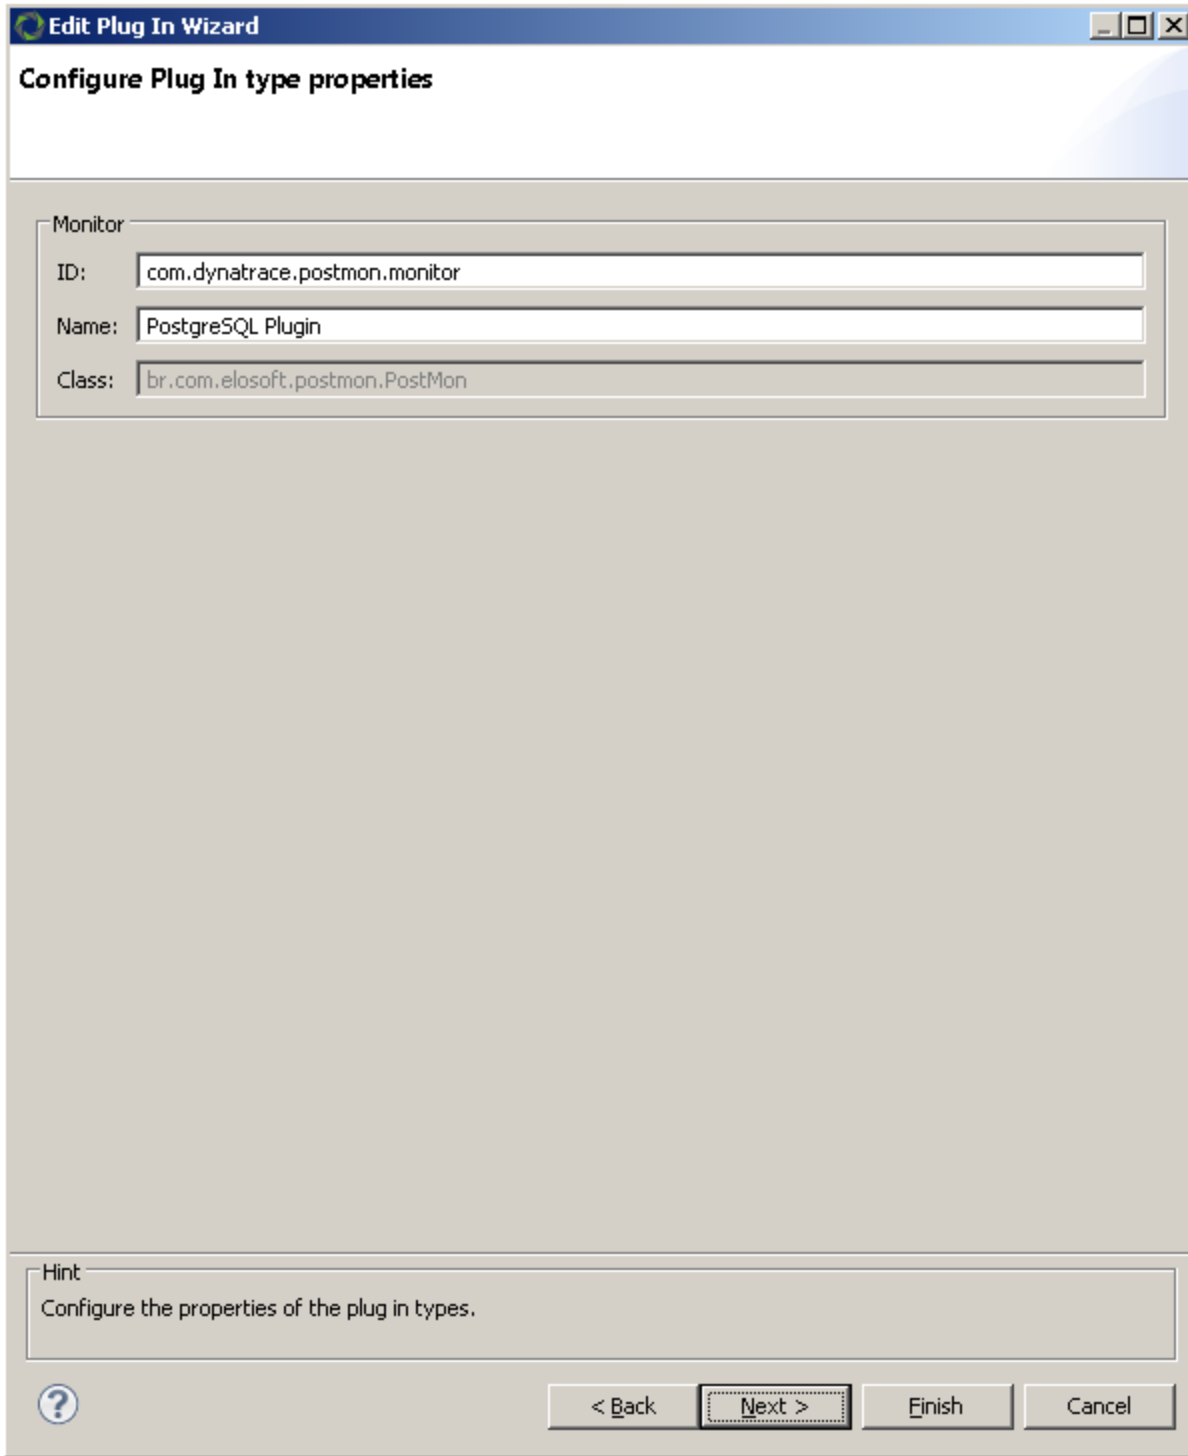 Edit Plug In Wizard
Configure Plug In type properties
Monitor
ID: com.dynatrace.postmon.monitor
Name: PostgreSQL Plugin
Class: br.com.elosoft.postmon.PostMon
Hint
Configure the properties of the plug in types.
? < Back Next > Finish Cancel